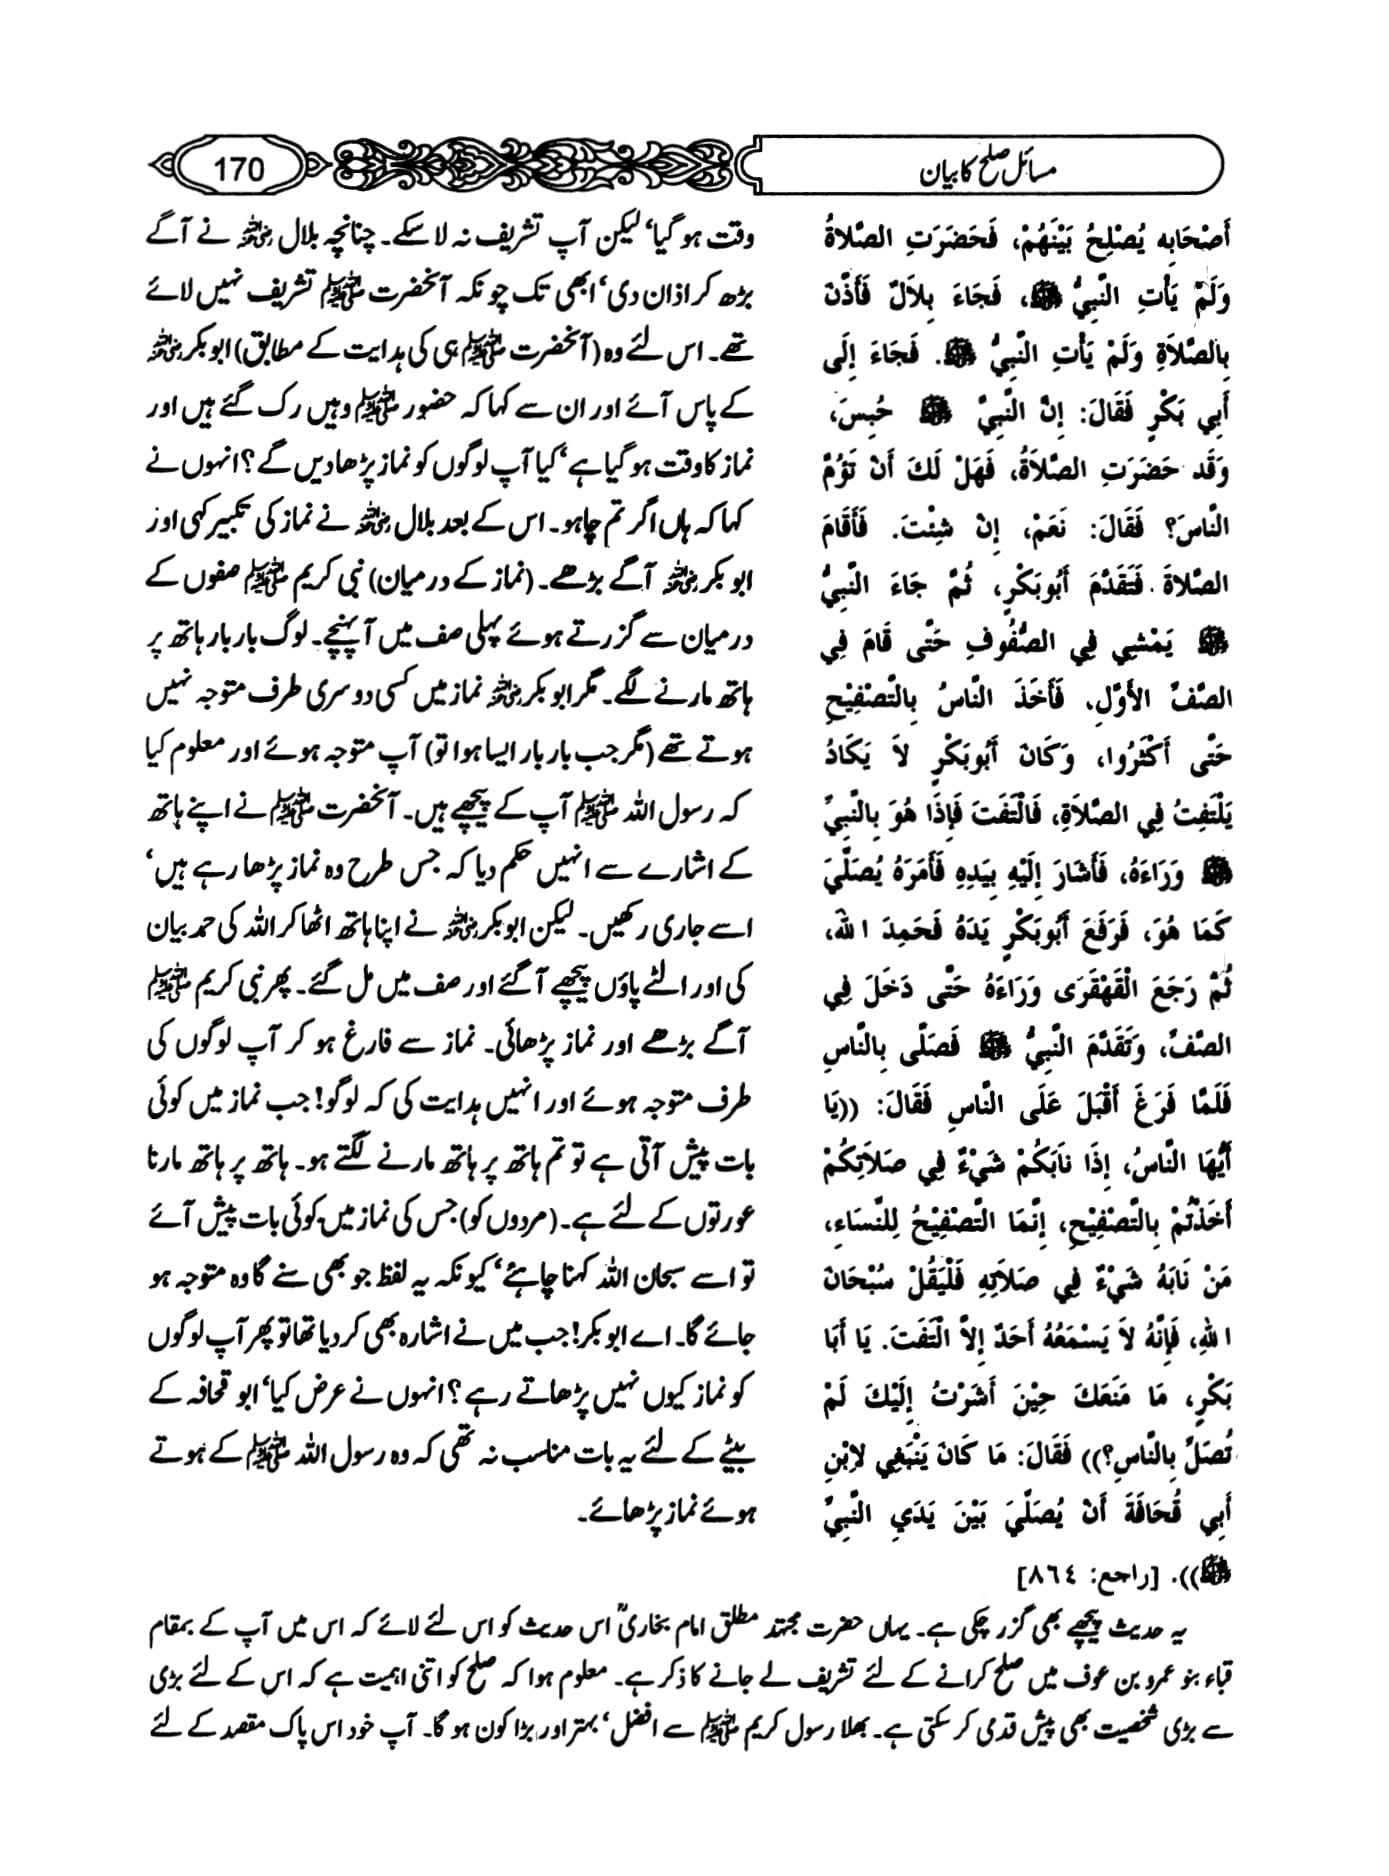 مسائل صلح کا بیان
170
أَصْحَابِهِ يُصْلِحُ بَيْنَهُمْ، فَحَضَرَتِ الصَّلاَةُ
وَلَمْ يَأْتِ النَّبِيُّ ﷺ، فَجَاءَ بِلاَلٌ فَأَذَّنَ
بِالصَّلاَةِ وَلَمْ يَأْتِ النَّبِيُّ ﷺ. فَجَاءَ إِلَى
أَبِي بَكْرٍ فَقَالَ: إِنَّ النَّبِيَّ ﷺ حُبِسَ،
وَقَد حَضَرَتِ الصَّلاَةُ، فَهَلْ لَكَ أَنْ تَؤُمَّ
النَّاسَ؟ فَقَالَ: نَعَمْ، إِنْ شِئْتَ. فَأَقَامَ
الصَّلاةَ فَتَقَدَّمَ أَبُوبَكْرٍ، ثُمَّ جَاءَ النَّبِيُّ
ﷺ يَمْشِي فِي الصُّفُوفِ حَتَّى قَامَ فِي
الصَّفِّ الأَوَّلِ. فَأَخَذَ النَّاسُ بِالتَّصْفِيْحِ
حَتَّى أَكْثَرُوا، وَكَانَ أَبُوبَكْرٍ لاَ يَكَادُ
يَلْتَفِتُ فِي الصَّلاَةِ، فَالْتَفَتَ فَإِذَا هُوَ بِالنَّبِيِّ
ﷺ وَرَاءَهُ، فَأَشَارَ إِلَيْهِ بِيَدِهِ فَأَمَرَهُ يُصَلِّيَ
كَمَا هُوَ، فَرَفَعَ أَبُوبَكْرٍ يَدَهُ فَحَمِدَ اللهَ،
ثُمَّ رَجَعَ الْقَهْقَرَى وَرَاءَهُ حَتَّى دَخَلَ فِي
الصَّفِّ، وَتَقَدَّمَ النَّبِيُّ ﷺ فَصَلَّى بِالنَّاسِ
فَلَمَّا فَرَغَ أَقْبَلَ عَلَى النَّاسِ فَقَالَ: ((يَا
أَيُّهَا النَّاسُ، إِذَا نَابَكُمْ شَيْءٌ فِي صَلاَتِكُمْ
أَخَذْتُمْ بِالتَّصْفِيْحِ، إِنَّمَا التَّصْفِيْحُ لِلنِّسَاءِ،
مَنْ نَابَهُ شَيْءٌ فِي صَلاَتِهِ فَلْيَقُلْ سُبْحَانَ
اللهِ، فَإِنَّهُ لاَ يَسْمَعُهُ أَحَدٌ إِلاَّ الْتَفَتَ. يَا أَبَا
بَكْرٍ، مَا مَنَعَكَ حِيْنَ أَشَرْتُ إِلَيْكَ لَمْ
تُصَلِّ بِالنَّاسِ؟)) فَقَالَ: مَا كَانَ يَنْبَغِي لاِبْنِ
أَبِي قُحَافَةَ أَنْ يُصَلِّيَ بَيْنَ يَدَيِ النَّبِيِّ
ﷺ)). [راجع: ٨٦٤]
وقت ہو گیا‘ لیکن آپ تشریف نہ لا سکے۔ چنانچہ بلال رضی اللہ عنہ نے آگے
بڑھ کر اذان دی‘ ابھی تک چونکہ آنحضرت ﷺ تشریف نہیں لائے
تھے۔ اس لئے وہ (آنحضرت ﷺ ہی کی ہدایت کے مطابق) ابو بکر رضی اللہ عنہ
کے پاس آئے اور ان سے کہا کہ حضور ﷺ وہیں رک گئے ہیں اور
نماز کا وقت ہو گیا ہے‘ کیا آپ لوگوں کو نماز پڑھا دیں گے؟ انہوں نے
کہا کہ ہاں اگر تم چاہو۔ اس کے بعد بلال رضی اللہ عنہ نے نماز کی تکبیر کہی اور
ابو بکر رضی اللہ عنہ آگے بڑھے۔ (نماز کے درمیان) نبی کریم ﷺ صفوں کے
درمیان سے گزرتے ہوئے پہلی صف میں آ پہنچے۔ لوگ بار بار ہاتھ پر
ہاتھ مارنے لگے۔ مگر ابو بکر رضی اللہ عنہ نماز میں کسی دوسری طرف متوجہ نہیں
ہوتے تھے (مگر جب بار بار ایسا ہوا تو) آپ متوجہ ہوئے اور معلوم کیا
کہ رسول اللہ ﷺ آپ کے پیچھے ہیں۔ آنحضرت ﷺ نے اپنے ہاتھ
کے اشارے سے انہیں حکم دیا کہ جس طرح وہ نماز پڑھا رہے ہیں‘
اسے جاری رکھیں۔ لیکن ابو بکر رضی اللہ عنہ نے اپنا ہاتھ اٹھا کر اللہ کی حمد بیان
کی اور الٹے پاؤں پیچھے آ گئے اور صف میں مل گئے۔ پھر نبی کریم ﷺ
آگے بڑھے اور نماز پڑھائی۔ نماز سے فارغ ہو کر آپ لوگوں کی
طرف متوجہ ہوئے اور انہیں ہدایت کی کہ لوگو! جب نماز میں کوئی
بات پیش آتی ہے تو تم ہاتھ پر ہاتھ مارنے لگتے ہو۔ ہاتھ پر ہاتھ مارنا
عورتوں کے لئے ہے۔ (مردوں کو) جس کی نماز میں کوئی بات پیش آئے
تو اسے سبحان اللہ کہنا چاہئے‘ کیونکہ یہ لفظ جو بھی سنے گا وہ متوجہ ہو
جائے گا۔ اے ابو بکر! جب میں نے اشارہ بھی کر دیا تھا تو پھر آپ لوگوں
کو نماز کیوں نہیں پڑھاتے رہے؟ انہوں نے عرض کیا‘ ابو قحافہ کے
بیٹے کے لئے یہ بات مناسب نہ تھی کہ وہ رسول اللہ ﷺ کے ہوتے
ہوئے نماز پڑھائے۔
یہ حدیث پیچھے بھی گزر چکی ہے۔ یہاں حضرت مجتہد مطلق امام بخاریؒ اس حدیث کو اس لئے لائے کہ اس میں آپ کے بمقام
قباء بنو عمرو بن عوف میں صلح کرانے کے لئے تشریف لے جانے کا ذکر ہے۔ معلوم ہوا کہ صلح کو اتنی اہمیت ہے کہ اس کے لئے بڑی
سے بڑی شخصیت بھی پیش قدمی کر سکتی ہے۔ بھلا رسول کریم ﷺ سے افضل‘ بہتر اور بڑا کون ہو گا۔ آپ خود اس پاک مقصد کے لئے